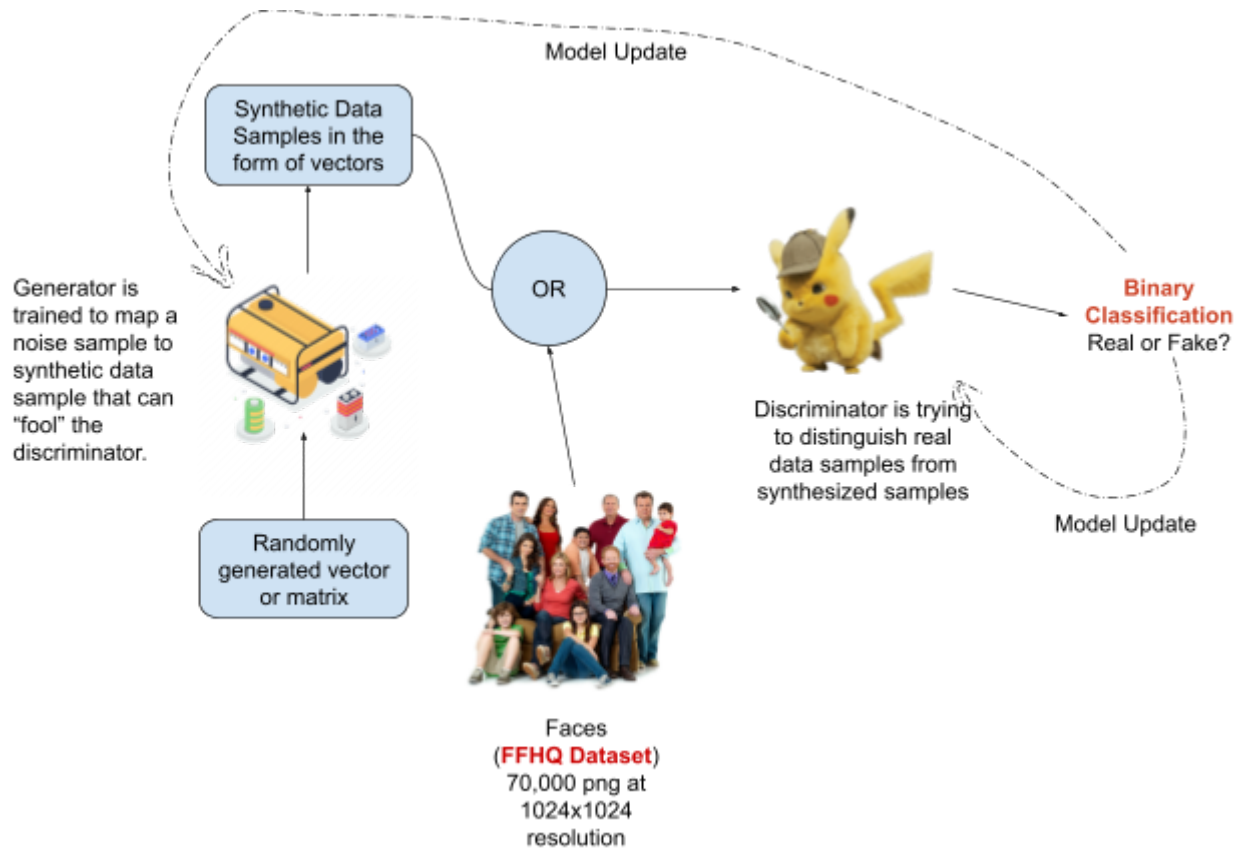 Model Update
Synthetic Data
Samples in the
form of vectors
OR
Generator is
trained to map a
noise sample to
synthetic data
sample that can
“fool” the
discriminator.
Binary
Classification
Real or Fake?
Discriminator is trying
to distinguish real
data samples from
synthesized samples
Model Update
Randomly
generated vector
or matrix
Faces
(FFHQ Dataset)
70,000 png at
1024x1024
resolution